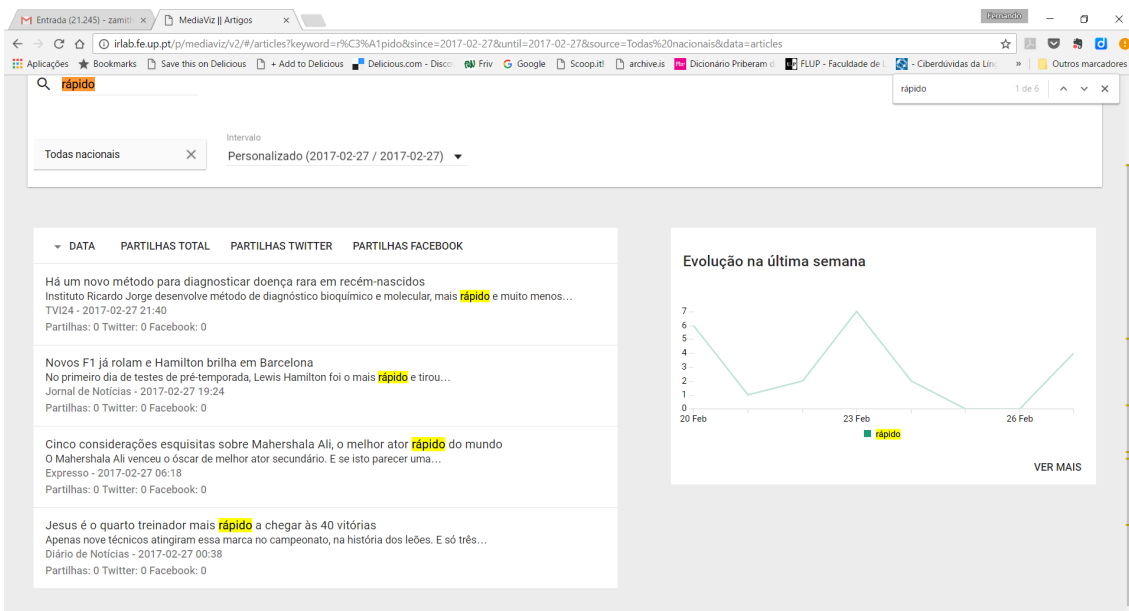 Entrada (21.245) - zamith
MediaViz || Artigos
Fernando
irlab.fe.up.pt/p/mediaviz/v2/#/articles?keyword=r%C3%A1pido&since=2017-02-27&until=2017-02-27&source=Todas%20nacionais&data=articles
Aplicações Bookmarks Save this on Delicious + Add to Delicious Delicious.com - Disco Friv Google Scoop.it! archive.is Dicionário Priberam d FLUP - Faculdade de L - Ciberdúvidas da Lín » Outros marcadores
rápido
rápido 1 de 6
Intervalo
Todas nacionais
Personalizado (2017-02-27 / 2017-02-27)
DATA PARTILHAS TOTAL PARTILHAS TWITTER PARTILHAS FACEBOOK
Há um novo método para diagnosticar doença rara em recém-nascidos
Instituto Ricardo Jorge desenvolve método de diagnóstico bioquímico e molecular, mais rápido e muito menos…
TVI24 - 2017-02-27 21:40
Partilhas: 0 Twitter: 0 Facebook: 0
Novos F1 já rolam e Hamilton brilha em Barcelona
No primeiro dia de testes de pré-temporada, Lewis Hamilton foi o mais rápido e tirou…
Jornal de Notícias - 2017-02-27 19:24
Partilhas: 0 Twitter: 0 Facebook: 0
Cinco considerações esquisitas sobre Mahershala Ali, o melhor ator rápido do mundo
O Mahershala Ali venceu o óscar de melhor ator secundário. E se isto parecer uma…
Expresso - 2017-02-27 06:18
Partilhas: 0 Twitter: 0 Facebook: 0
Jesus é o quarto treinador mais rápido a chegar às 40 vitórias
Apenas nove técnicos atingiram essa marca no campeonato, na história dos leões. E só três…
Diário de Notícias - 2017-02-27 00:38
Partilhas: 0 Twitter: 0 Facebook: 0
Evolução na última semana
7
6
5
4
3
2
1
0
20 Feb 23 Feb 26 Feb
rápido
VER MAIS